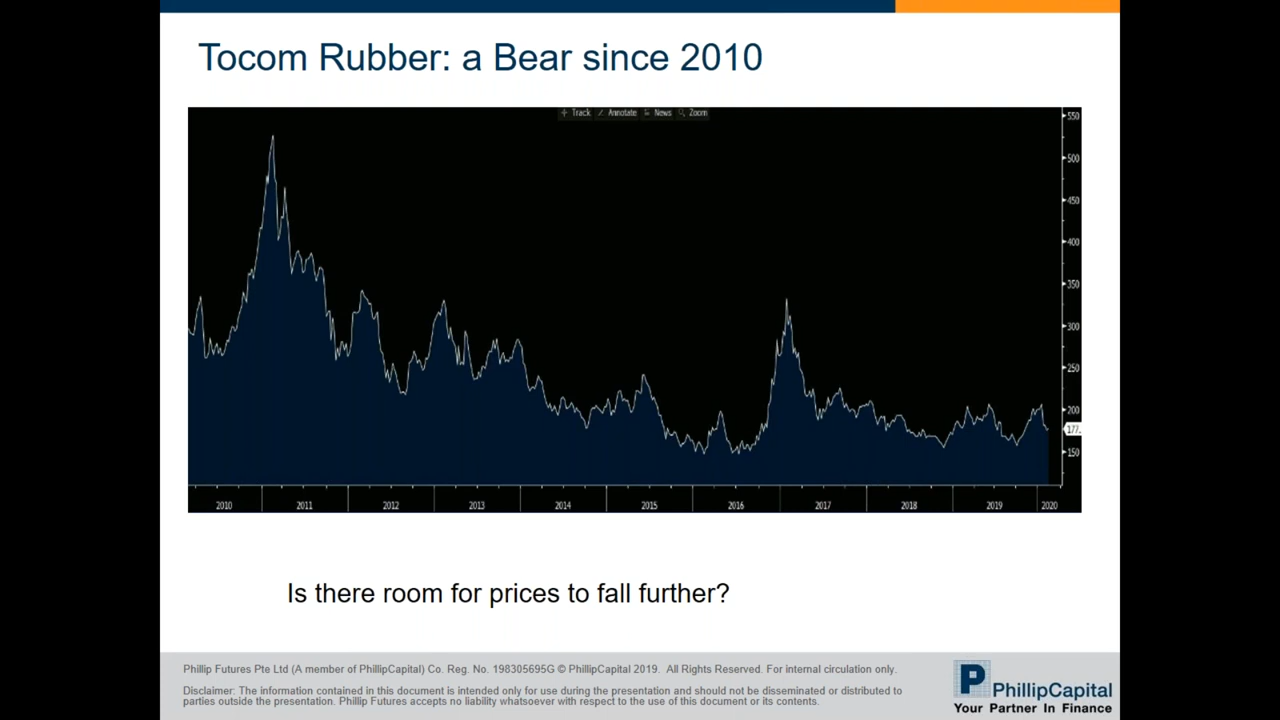 Tocom Rubber: a Bear since 2010
Track Annotate News Zoom
550
500
450
400
350
300
250
200
177.
150
2010 2011 2012 2013 2014 2015 2016 2017 2018 2019 2020
Is there room for prices to fall further?
Phillip Futures Pte Ltd (A member of PhillipCapital) Co. Reg. No. 198305695G © PhillipCapital 2019. All Rights Reserved. For internal circulation only.
Disclaimer: The information contained in this document is intended only for use during the presentation and should not be disseminated or distributed to
parties outside the presentation. Phillip Futures accepts no liability whatsoever with respect to the use of this document or its contents.
P PhillipCapital
Your Partner In Finance